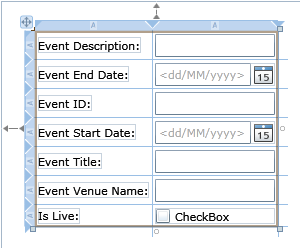 A A
Event Description:
Event End Date: <dd/MM/yyyy> 15
Event ID:
Event Start Date: <dd/MM/yyyy> 15
Event Title:
Event Venue Name:
Is Live: CheckBox